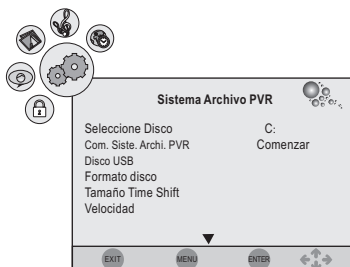 Sistema Archivo PVR
Seleccione Disco C:
Com. Siste. Archi. PVR Comenzar
Disco USB
Formato disco
Tamaño Time Shift
Velocidad
EXIT MENU ENTER